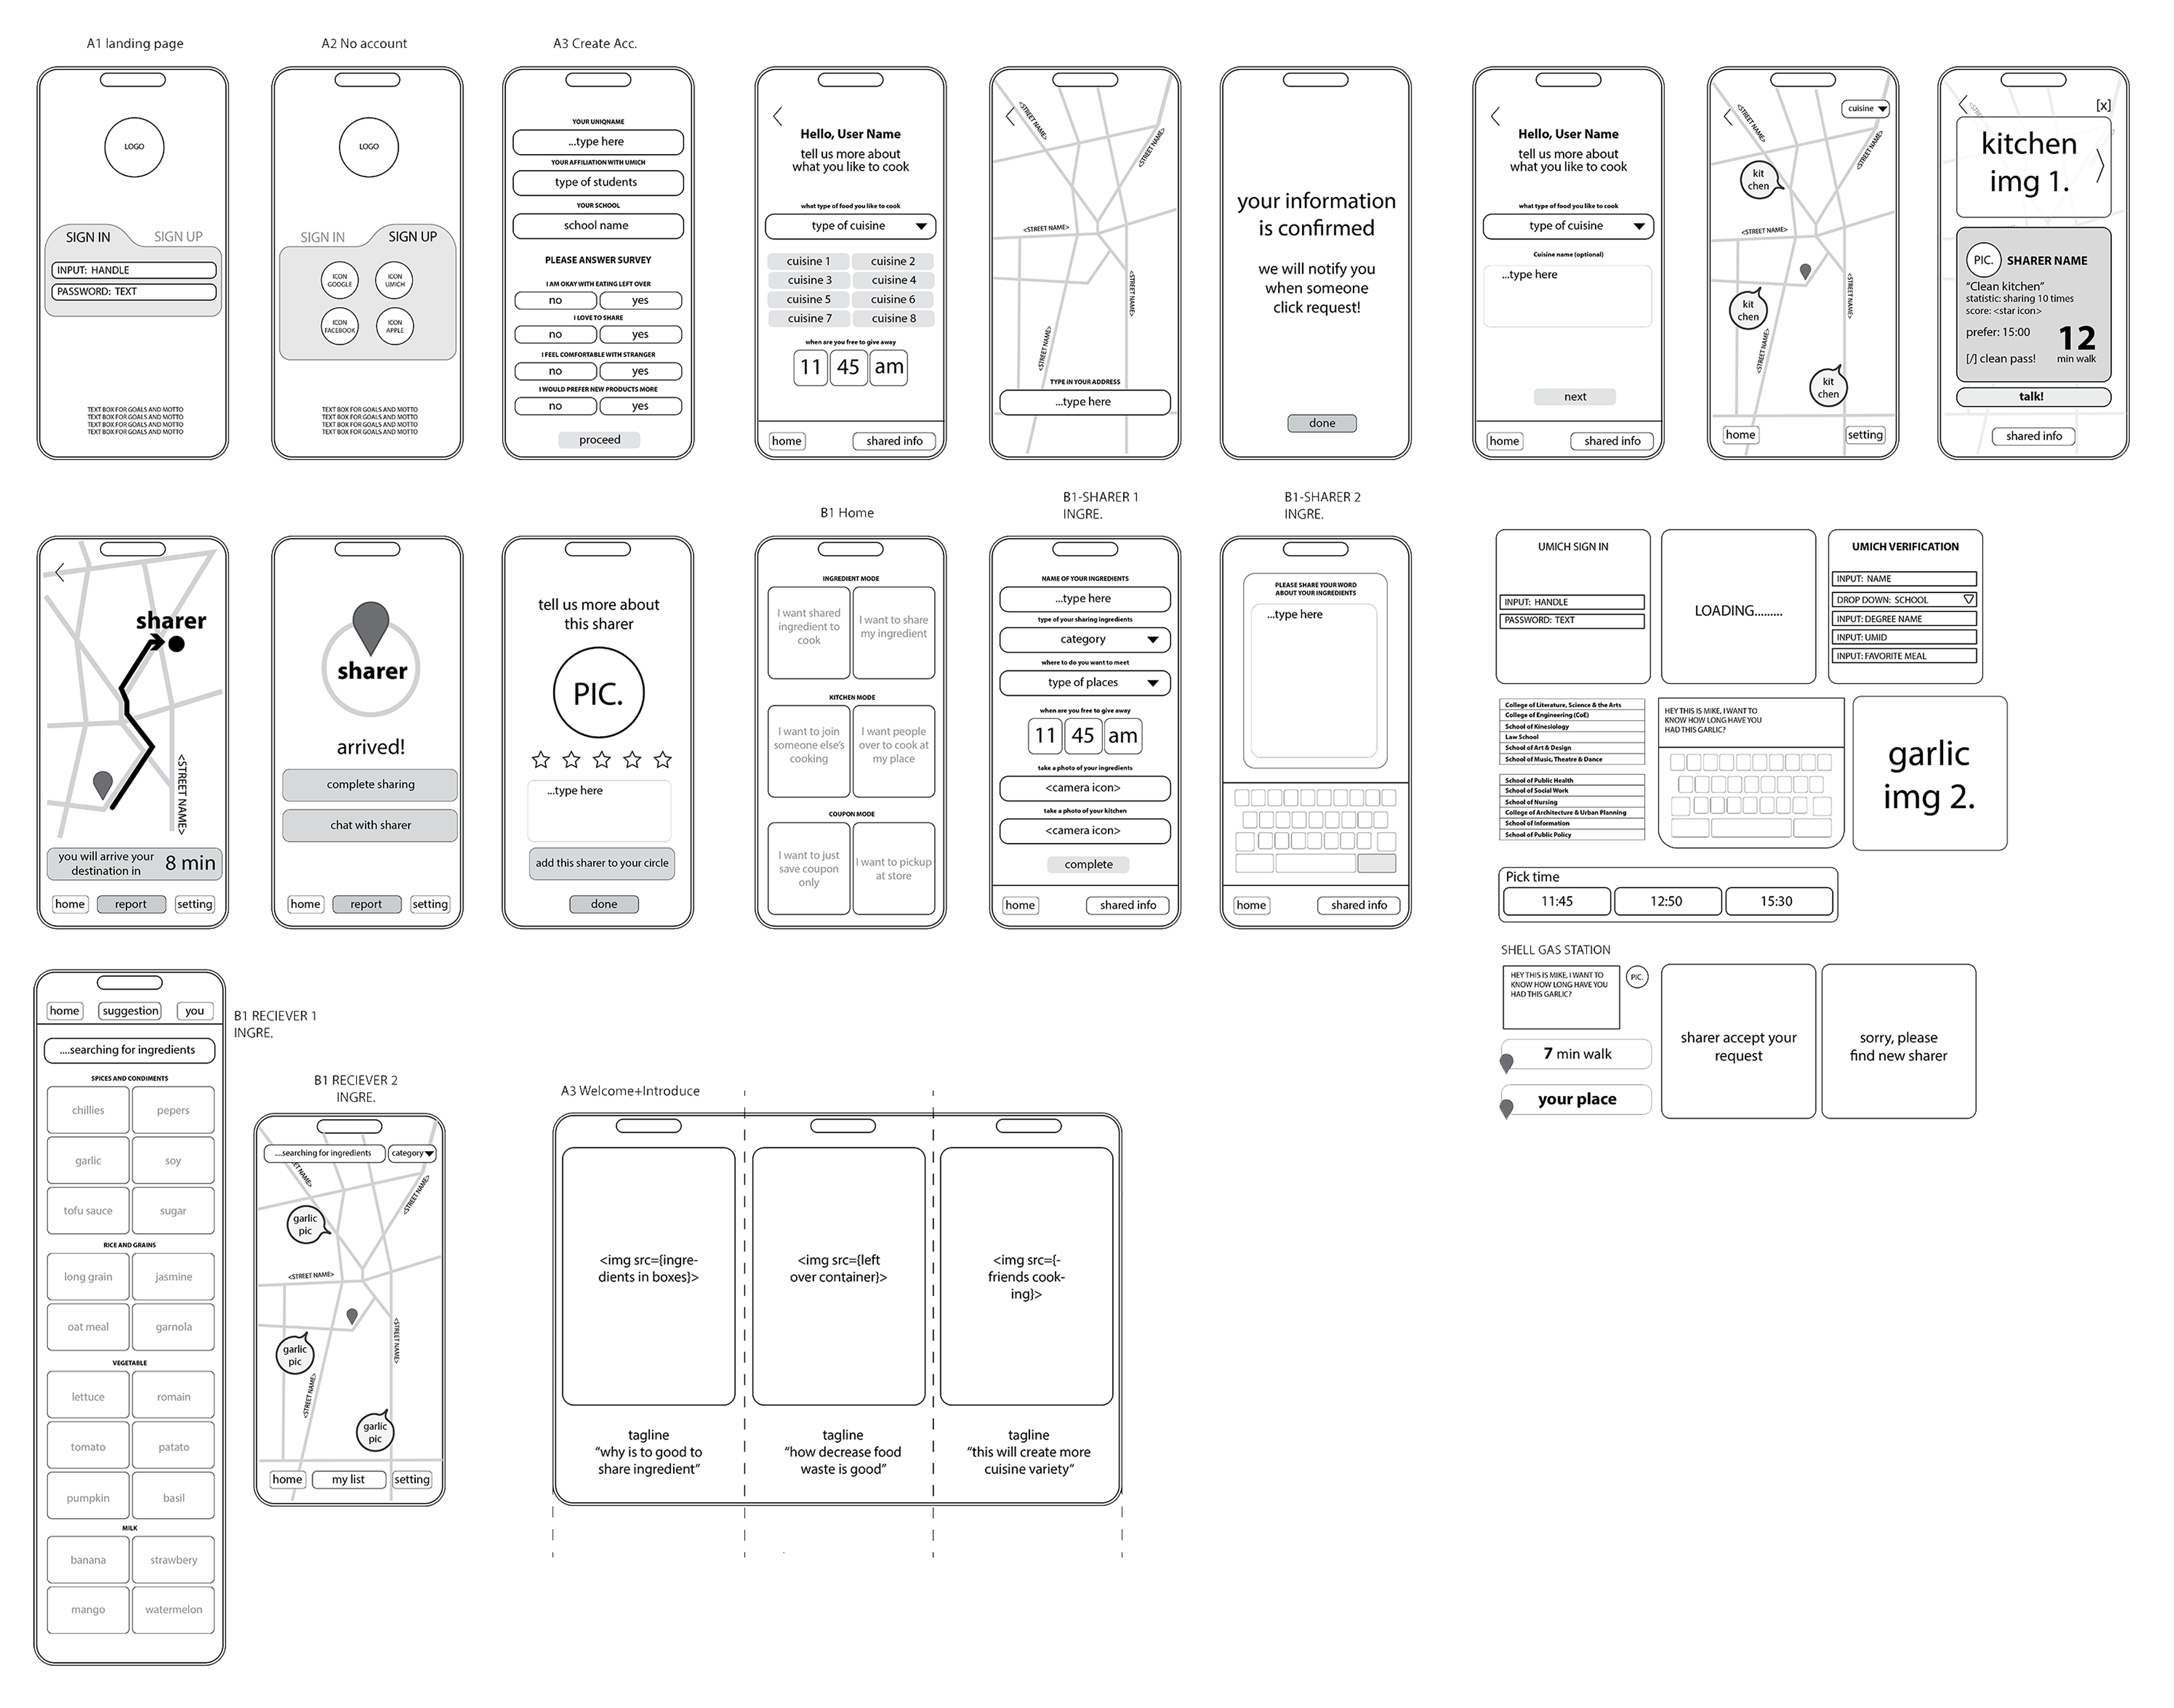 A1 landing page
LOGO
SIGN IN
SIGN UP
INPUT: HANDLE
PASSWORD: TEXT
TEXT BOX FOR GOALS AND MOTTO
TEXT BOX FOR GOALS AND MOTTO
TEXT BOX FOR GOALS AND MOTTO
TEXT BOX FOR GOALS AND MOTTO
A2 No account
LOGO
SIGN IN
SIGN UP
ICON
GOOGLE
ICON
UMICH
ICON
FACEBOOK
ICON
APPLE
TEXT BOX FOR GOALS AND MOTTO
TEXT BOX FOR GOALS AND MOTTO
TEXT BOX FOR GOALS AND MOTTO
TEXT BOX FOR GOALS AND MOTTO
A3 Create Acc.
YOUR UNIQNAME
...type here
YOUR AFFILIATION WITH UMICH
type of students
YOUR SCHOOL
school name
PLEASE ANSWER SURVEY
I AM OKAY WITH EATING LEFT OVER
no
yes
I LOVE TO SHARE
no
yes
I FEEL COMFORTABLE WITH STRANGER
no
yes
I WOULD PREFER NEW PRODUCTS MORE
no
yes
proceed
Hello, User Name
tell us more about
what you like to cook
what type of food you like to cook
type of cuisine
cuisine 1
cuisine 2
cuisine 3
cuisine 4
cuisine 5
cuisine 6
cuisine 7
cuisine 8
when are you free to give away
11
45
am
home
shared info
<STREET NAME>
<STREET NAME>
<STREET NAME>
<STREET NAME>
<STREET NAME>
TYPE iN YOUR ADDRESS
...type here
your information
is confirmed
we will notify you
when someone
click request!
done
Hello, User Name
tell us more about
what you like to cook
what type of food you like to cook
type of cuisine
Cuisine name (optional)
...type here
next
home
shared info
cuisine
<STREET NAME>
<STREET NAME>
kit
chen
<STREET NAME>
<STREET NAME>
kit
chen
<STREET NAME>
kit
chen
home
setting
[x]
kitchen
img 1.
PIC.
SHARER NAME
“Clean kitchen”
statistic: sharing 10 times
score: <star icon>
prefer: 15:00
12
min walk
[/] clean pass!
talk!
shared info
sharer
<STREET NAME>
you will arrive your
destination in
8 min
home
report
setting
sharer
arrived!
complete sharing
chat with sharer
home
report
setting
tell us more about
this sharer
PIC.
...type here
add this sharer to your circle
done
B1 Home
INGREDIENT MODE
I want shared
ingredient to
cook
I want to share
my ingredient
KITCHEN MODE
I want to join
someone else’s
cooking
I want people
over to cook at
my place
COUPON MODE
I want to just
save coupon
only
I want to pickup
at store
B1-SHARER 1
INGRE.
NAME OF YOUR INGREDIENTS
...type here
type of your sharing ingredients
category
where to do you want to meet
type of places
when are you free to give away
11
45
am
take a photo of your ingredients
<camera icon>
take a photo of your kitchen
<camera icon>
complete
home
shared info
B1-SHARER 2
INGRE.
PLEASE SHARE YOUR WORD
ABOUT YOUR INGREDIENTS
...type here
home
shared info
UMICH SIGN IN
INPUT: HANDLE
PASSWORD: TEXT
LOADING.........
UMICH VERIFICATION
INPUT: NAME
DROP DOWN: SCHOOL
INPUT: DEGREE NAME
INPUT: UMID
INPUT: FAVORITE MEAL
College of Literature, Science & the Arts
College of Engineering (CoE)
School of Kinesiology
Law School
School of Art & Design
School of Music, Theatre & Dance
School of Public Health
School of Social Work
School of Nursing
College of Architecture & Urban Planning
School of Information
School of Public Policy
HEY THIS IS MIKE, I WANT TO
KNOW HOW LONG HAVE YOU
HAD THIS GARLIC?
garlic
img 2.
Pick time
11:45
12:50
15:30
SHELL GAS STATION
HEY THIS IS MIKE, I WANT TO
KNOW HOW LONG HAVE YOU
HAD THIS GARLIC?
PIC.
7 min walk
your place
sharer accept your
request
sorry, please
find new sharer
B1 RECIEVER 1
INGRE.
home
suggestion
you
....searching for ingredients
SPICES AND CONDIMENTS
chillies
pepers
garlic
soy
tofu sauce
sugar
RICE AND GRAINS
long grain
jasmine
oat meal
garnola
VEGETABLE
lettuce
romain
tomato
patato
pumpkin
basil
MILK
banana
strawbery
mango
watermelon
B1 RECIEVER 2
INGRE.
...searching for ingredients
category
ET NAME>
<STREET NAME>
garlic
pic
<STREET NAME>
<STREET NAME>
garlic
pic
<STREET NAME>
garlic
pic
home
my list
setting
A3 Welcome+Introduce
<img src={ingre-
dients in boxes}>
<img src={left
over container}>
<img src={-
friends cook-
ing}>
tagline
“why is to good to
share ingredient”
tagline
“how decrease food
waste is good”
tagline
“this will create more
cuisine variety”